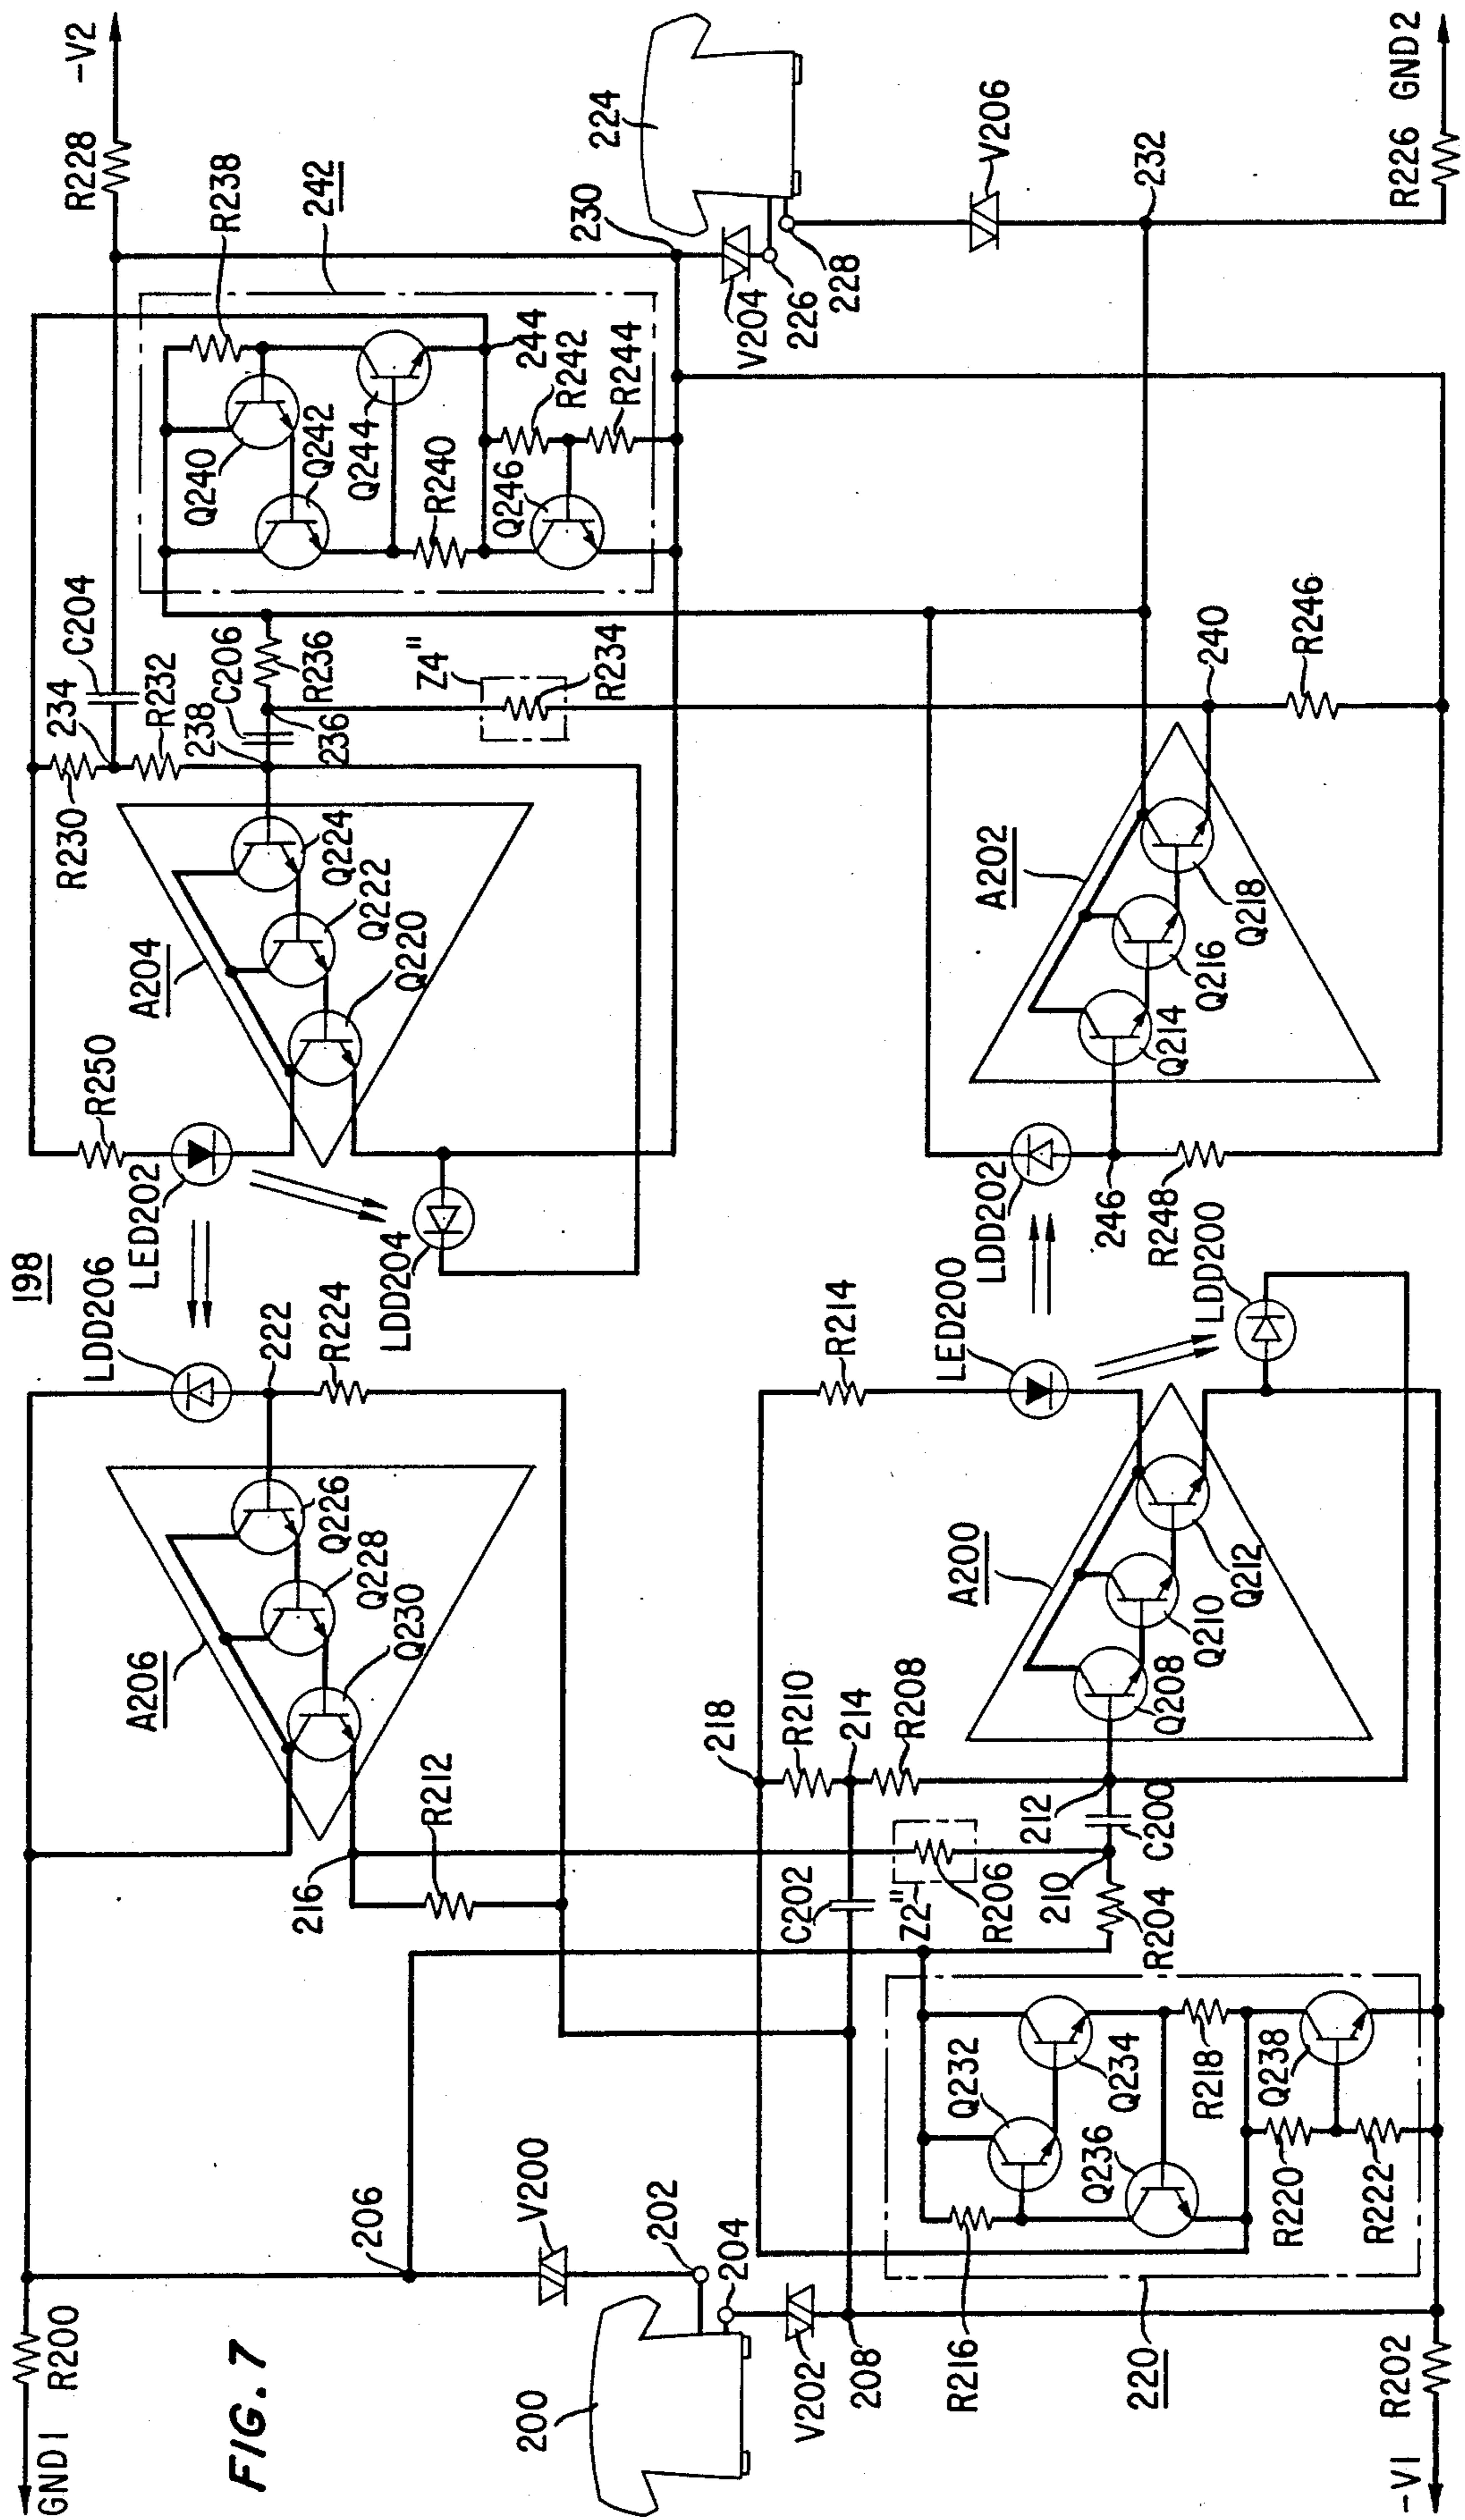 FIG. 7
198
GND1
R200
206
V200
202
204
200
V202
208
R216
220
R202
-V1
Q232
Q234
Q236
R218
Q238
R220
R222
A206
Q226
Q228
Q230
216
R212
LDD206
222
R224
218
R210
214
R208
C202
Z2"
R206
210
R204
212
C200
A200
Q208
Q210
Q212
R214
LED200
LDD200
LED202
R250
LDD204
A204
Q220
Q222
Q224
R230
234
C204
R232
238
C206
236
R236
Z4"
R234
Q240
Q242
Q244
R240
Q246
R242
R244
244
R238
242
R228
-V2
230
V204
226
228
224
V206
232
R226
GND2
LDD202
246
R248
A202
Q214
Q216
Q218
240
R246